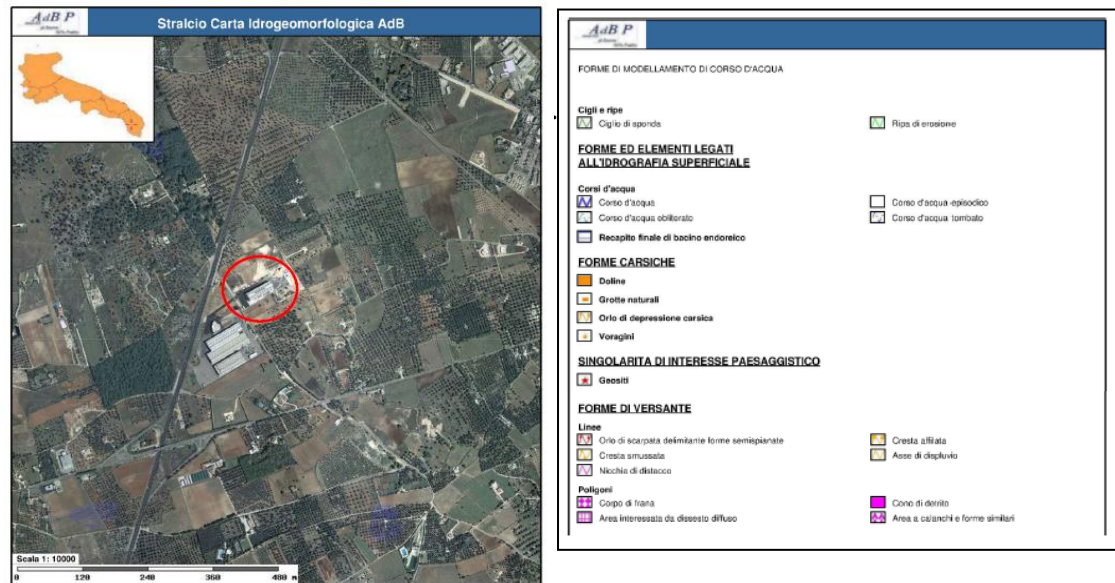 AdB P
Stralcio Carta Idrogeomorfologica AdB
Scala 1: 10000
0 120 240 360 480 m
AdB P
FORME DI MODELLAMENTO DI CORSO D'ACQUA
Cigli e ripe
Ciglio di sponda
Ripa di erosione
FORME ED ELEMENTI LEGATI
ALL'IDROGRAFIA SUPERFICIALE
Corsi d'acqua
Corso d'acqua
Corso d'acqua episodico
Corso d'acqua obliterato
Corso d'acqua tombato
Recapito finale di bacino endoreico
FORME CARSICHE
Doline
Grotte naturali
Orlo di depressione carsica
Voragini
SINGOLARITA DI INTERESSE PAESAGGISTICO
Geositi
FORME DI VERSANTE
Linee
Orlo di scarpata delimitante forme semispianate
Cresta affilata
Cresta smussata
Asse di displuvio
Nicchia di distacco
Poligoni
Corpo di frana
Cono di detrito
Area interessata da dissesto diffuso
Area a calanchi e forme similari